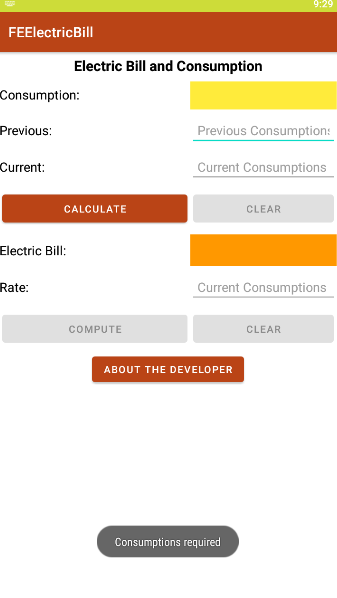 9:29
FEElectricBill
Electric Bill and Consumption
Consumption:
Previous:
Previous Consumptions
Current:
Current Consumptions
CALCULATE
CLEAR
Electric Bill:
Rate:
Current Consumptions
COMPUTE
CLEAR
ABOUT THE DEVELOPER
Consumptions required